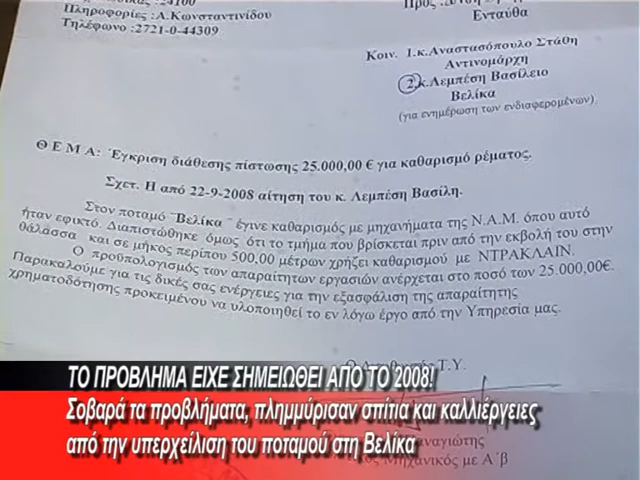 24100
Πληροφορίες :Α.Κωνσταντινίδου
Τηλέφωνο :2721-0-44309
Προς :
Ενταύθα
Κοιν. 1.κ.Αναστασόπουλο Στάθη
Αντινομάρχη
2.κ.Λεμπέση Βασίλειο
Βελίκα
(για ενημέρωση των ενδιαφερομένων)
Θ Ε Μ Α: Έγκριση διάθεσης πίστωσης 25.000,00 € για καθαρισμό ρέματος.
Σχετ. Η από 22-9-2008 αίτηση του κ. Λεμπέση Βασίλη.
Στον ποταμό ¨Βελίκα ¨ έγινε καθαρισμός με μηχανήματα της Ν.Α.Μ. όπου αυτό
ήταν εφικτό. Διαπιστώθηκε όμως ότι το τμήμα που βρίσκεται πριν από την εκβολή του στην
θάλασσα και σε μήκος περίπου 500,00 μέτρων χρήζει καθαρισμού με ΝΤΡΑΚΛΑΙΝ.
Ο προϋπολογισμός των απαραίτητων εργασιών ανέρχεται στο ποσό των 25.000,00€.
Παρακαλούμε για τις δικές σας ενέργειες για την εξασφάλιση της απαραίτητης
χρηματοδότησης προκειμένου να υλοποιηθεί το εν λόγω έργο από την Υπηρεσία μας.
Τ.Υ.
ΤΟ ΠΡΟΒΛΗΜΑ ΕΙΧΕ ΣΗΜΕΙΩΘΕΙ ΑΠΟ ΤΟ 2008!
Σοβαρά τα προβλήματα, πλημμύρισαν σπίτια και καλλιέργειες
από την υπερχείλιση του ποταμού στη Βελίκα
Μηχανικός με Α΄β